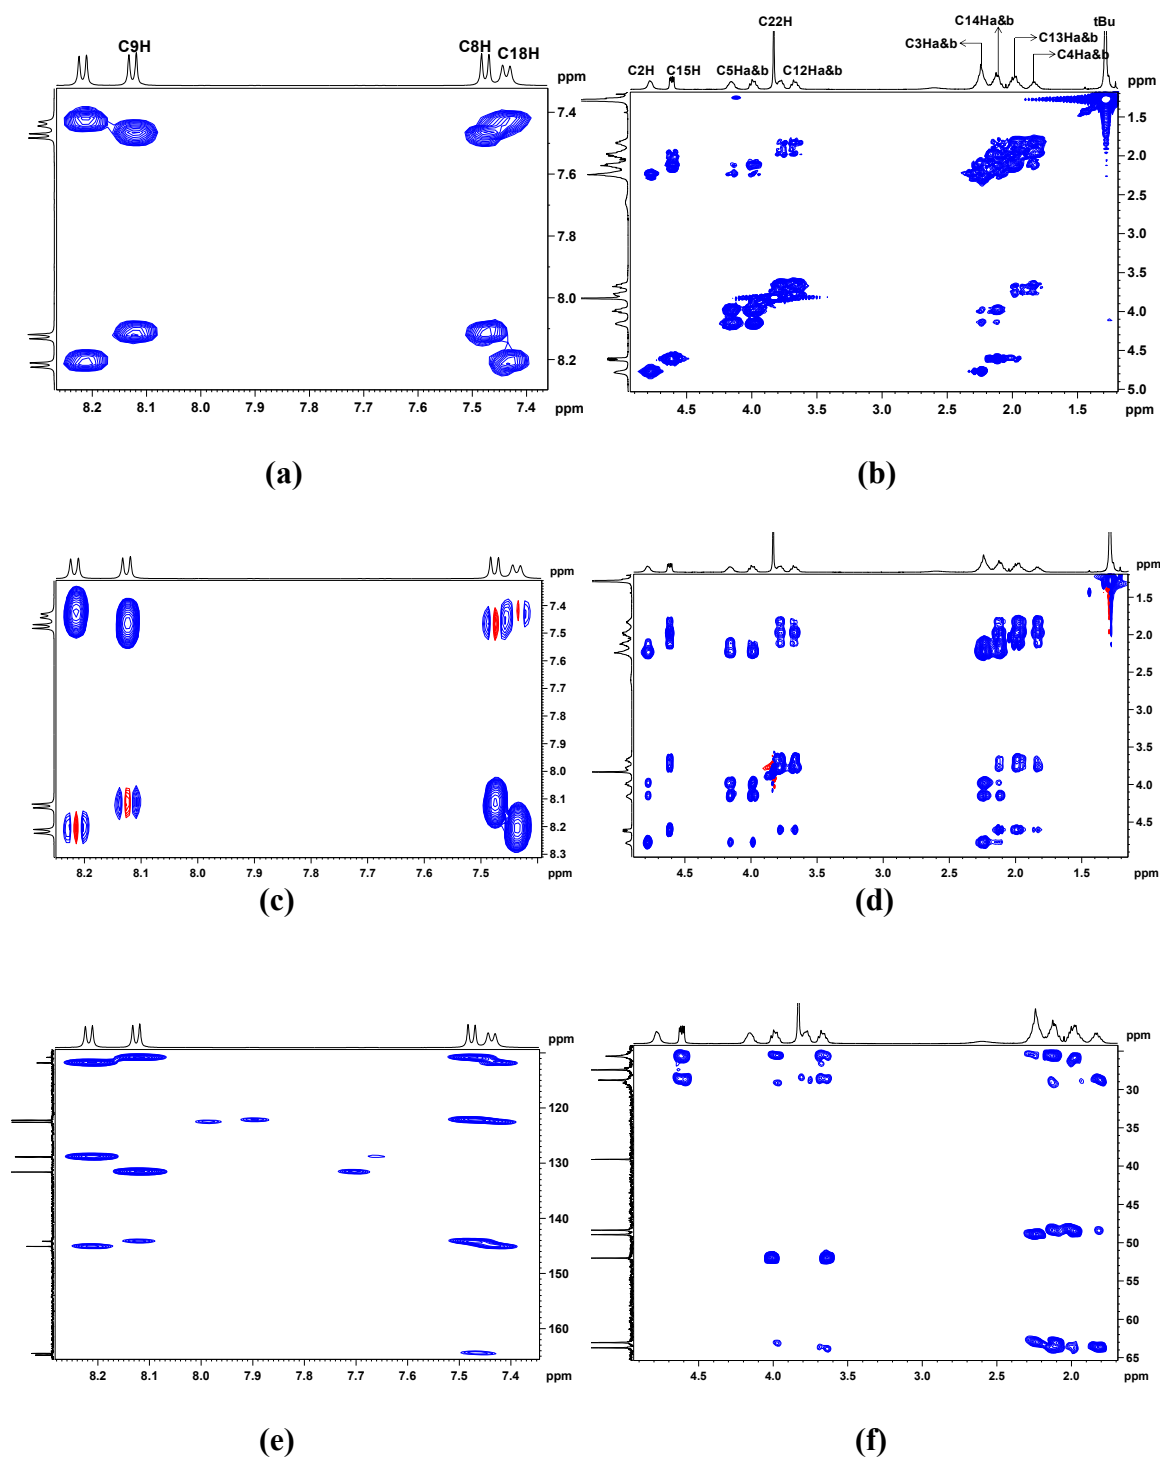 C9H C8H C18H
ppm
7.4
7.6
7.8
8.0
8.2
8.2 8.1 8.0 7.9 7.8 7.7 7.6 7.5 7.4 ppm
(a)
C22H C14Ha&b tBu
C3Ha&b C13Ha&b
C2H C15H C5Ha&b C12Ha&b C4Ha&b
ppm
1.5
2.0
2.5
3.0
3.5
4.0
4.5
5.0
4.5 4.0 3.5 3.0 2.5 2.0 1.5 ppm
(b)
ppm
7.4
7.5
7.6
7.7
7.8
7.9
8.0
8.1
8.2
8.3
8.2 8.1 8.0 7.9 7.8 7.7 7.6 7.5 ppm
(c)
ppm
1.5
2.0
2.5
3.0
3.5
4.0
4.5
4.5 4.0 3.5 3.0 2.5 2.0 1.5 ppm
(d)
ppm
120
130
140
150
160
8.2 8.1 8.0 7.9 7.8 7.7 7.6 7.5 7.4 ppm
(e)
ppm
30
35
40
45
50
55
60
65
4.5 4.0 3.5 3.0 2.5 2.0 ppm
(f)